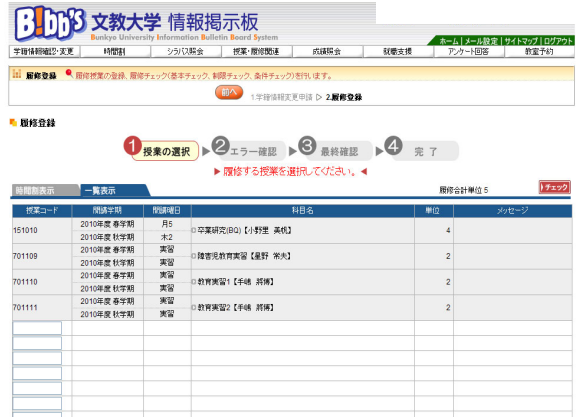 B!bb's 文教大学 情報掲示板
Bunkyo University Information Bulletin Board System
ホーム | メール設定 | サイトマップ | ログアウト
学籍情報確認・変更 時間割 シラバス照会 授業・履修関連 成績照会 就職支援 アンケート回答 教室予約
履修登録 履修授業の登録、履修チェック(基本チェック、制限チェック、条件チェック)を行います。
前へ 1.学籍情報変更申請 ▷ 2.履修登録
履修登録
1 授業の選択 ▶ 2 エラー確認 ▶ 3 最終確認 ▶ 4 完了
▶ 履修する授業を選択してください。 ◀
時間割表示 一覧表示 履修合計単位 5 チェック
授業コード 開講学期 開講曜日 科目名 単位 メッセージ
151010 2010年度 春学期 月5 卒業研究(BQ)【小野里 美帆】 4
2010年度 秋学期 木2
701109 2010年度 春学期 実習 障害児教育実習【星野 常夫】 2
2010年度 秋学期 実習
701110 2010年度 春学期 実習 教育実習1【手嶋 將博】 2
2010年度 秋学期 実習
701111 2010年度 春学期 実習 教育実習2【手嶋 將博】 2
2010年度 秋学期 実習